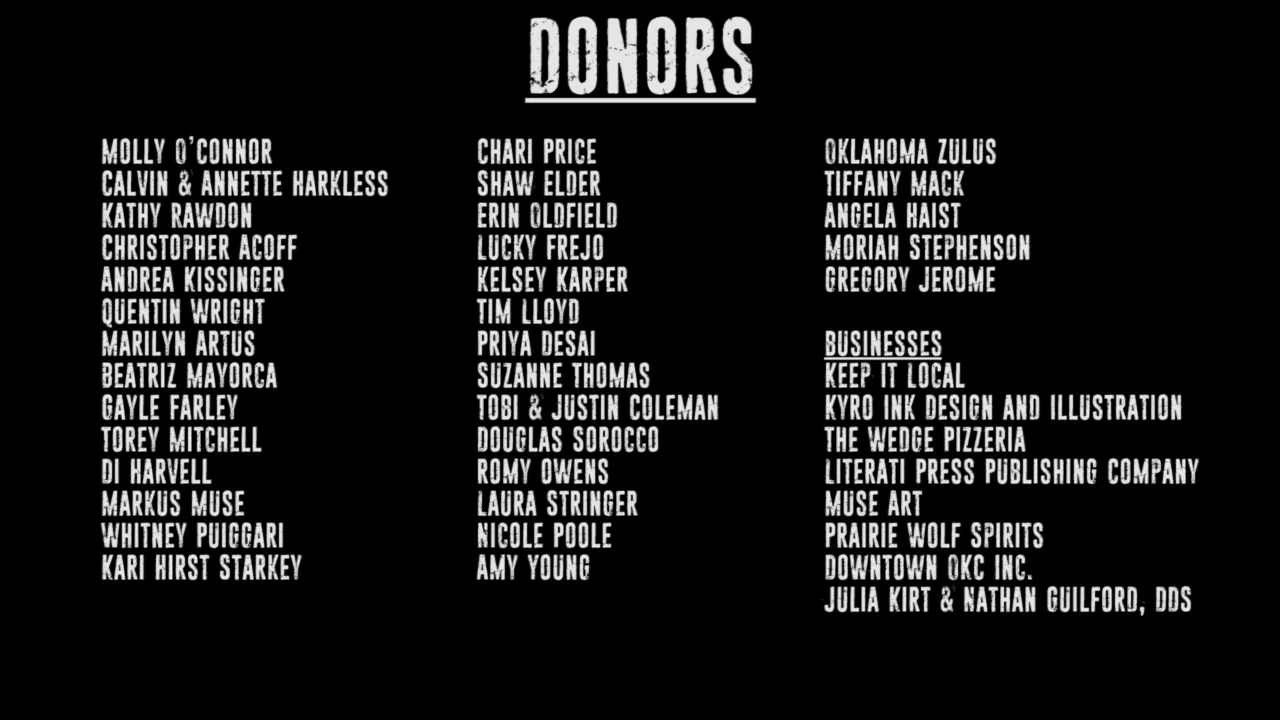 DONORS
MOLLY O'CONNOR
CALVIN & ANNETTE HARKLESS
KATHY RAWDON
CHRISTOPHER ACOFF
ANDREA KISSINGER
QUENTIN WRIGHT
MARILYN ARTUS
BEATRIZ MAYORCA
GAYLE FARLEY
TOREY MITCHELL
DI HARVELL
MARKUS MUSE
WHITNEY PUIGGARI
KARI HIRST STARKEY
CHARI PRICE
SHAW ELDER
ERIN OLDFIELD
LUCKY FREJO
KELSEY KARPER
TIM LLOYD
PRIYA DESAI
SUZANNE THOMAS
TOBI & JUSTIN COLEMAN
DOUGLAS SOROCCO
ROMY OWENS
LAURA STRINGER
NICOLE POOLE
AMY YOUNG
OKLAHOMA ZULUS
TIFFANY MACK
ANGELA HAIST
MORIAH STEPHENSON
GREGORY JEROME
BUSINESSES
KEEP IT LOCAL
KYRO INK DESIGN AND ILLUSTRATION
THE WEDGE PIZZERIA
LITERATI PRESS PUBLISHING COMPANY
MUSE ART
PRAIRIE WOLF SPIRITS
DOWNTOWN OKC INC.
JULIA KIRT & NATHAN GUILFORD, DDS